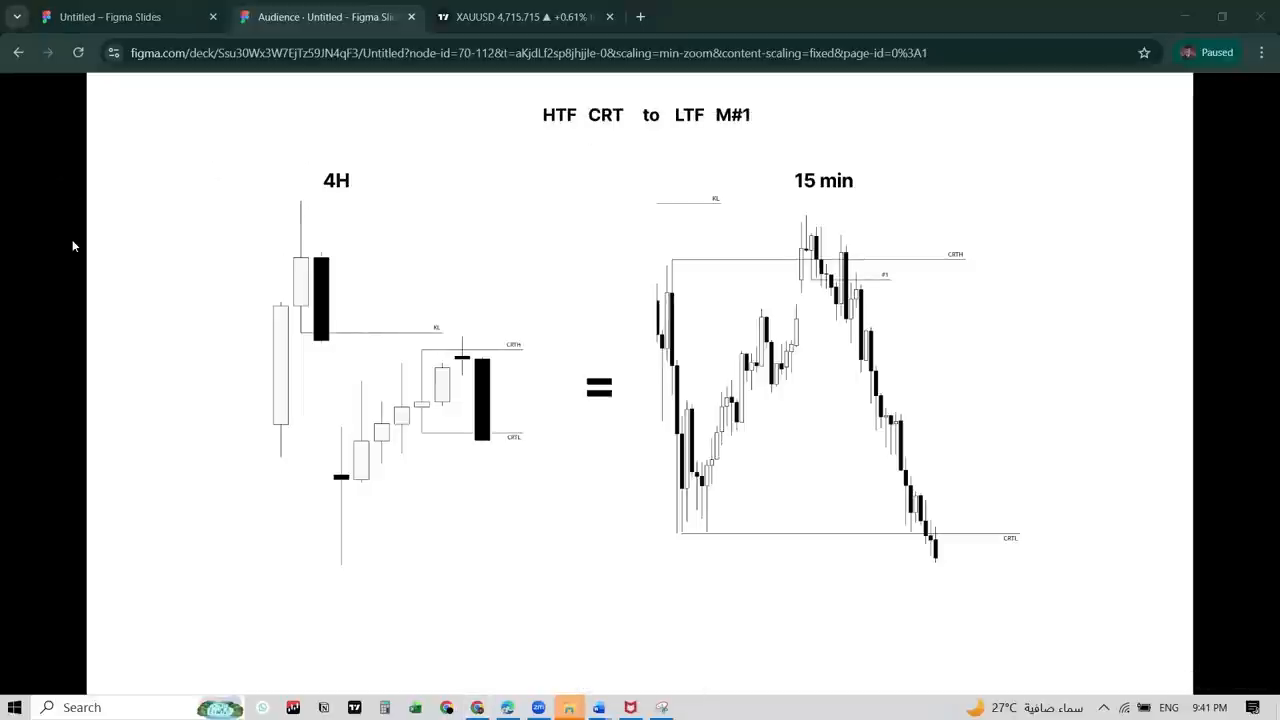 Untitled – Figma Slides
Audience · Untitled – Figma Sli
XAUUSD 4,715.715 ▲ +0.61%
figma.com/deck/Ssu30Wx3W7EjTz59JN4qF3/Untitled?node-id=70-112&t=aKjdLf2sp8jhjjle-0&scaling=min-zoom&content-scaling=fixed&page-id=0%3A1
Paused
HTF CRT to LTF M#1
4H
15 min
KL
CRTH
CRTL
=
KL
CRTH
#1
CRTL
Search
27°C سماء صافية
ENG
9:41 PM